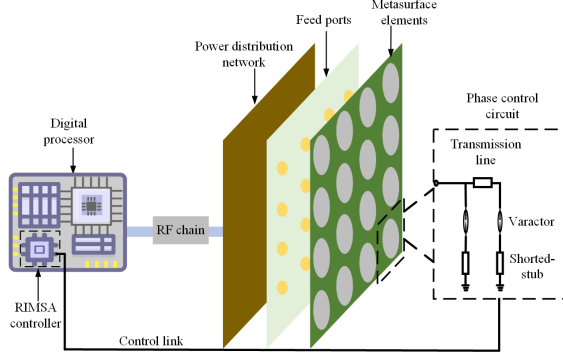 Metasurface
elements
Feed ports
Power distribution
network
Phase control
circuit
Digital
processor
Transmission
line
RF chain
Varactor
Shorted-
stub
RIMSA
controller
Control link